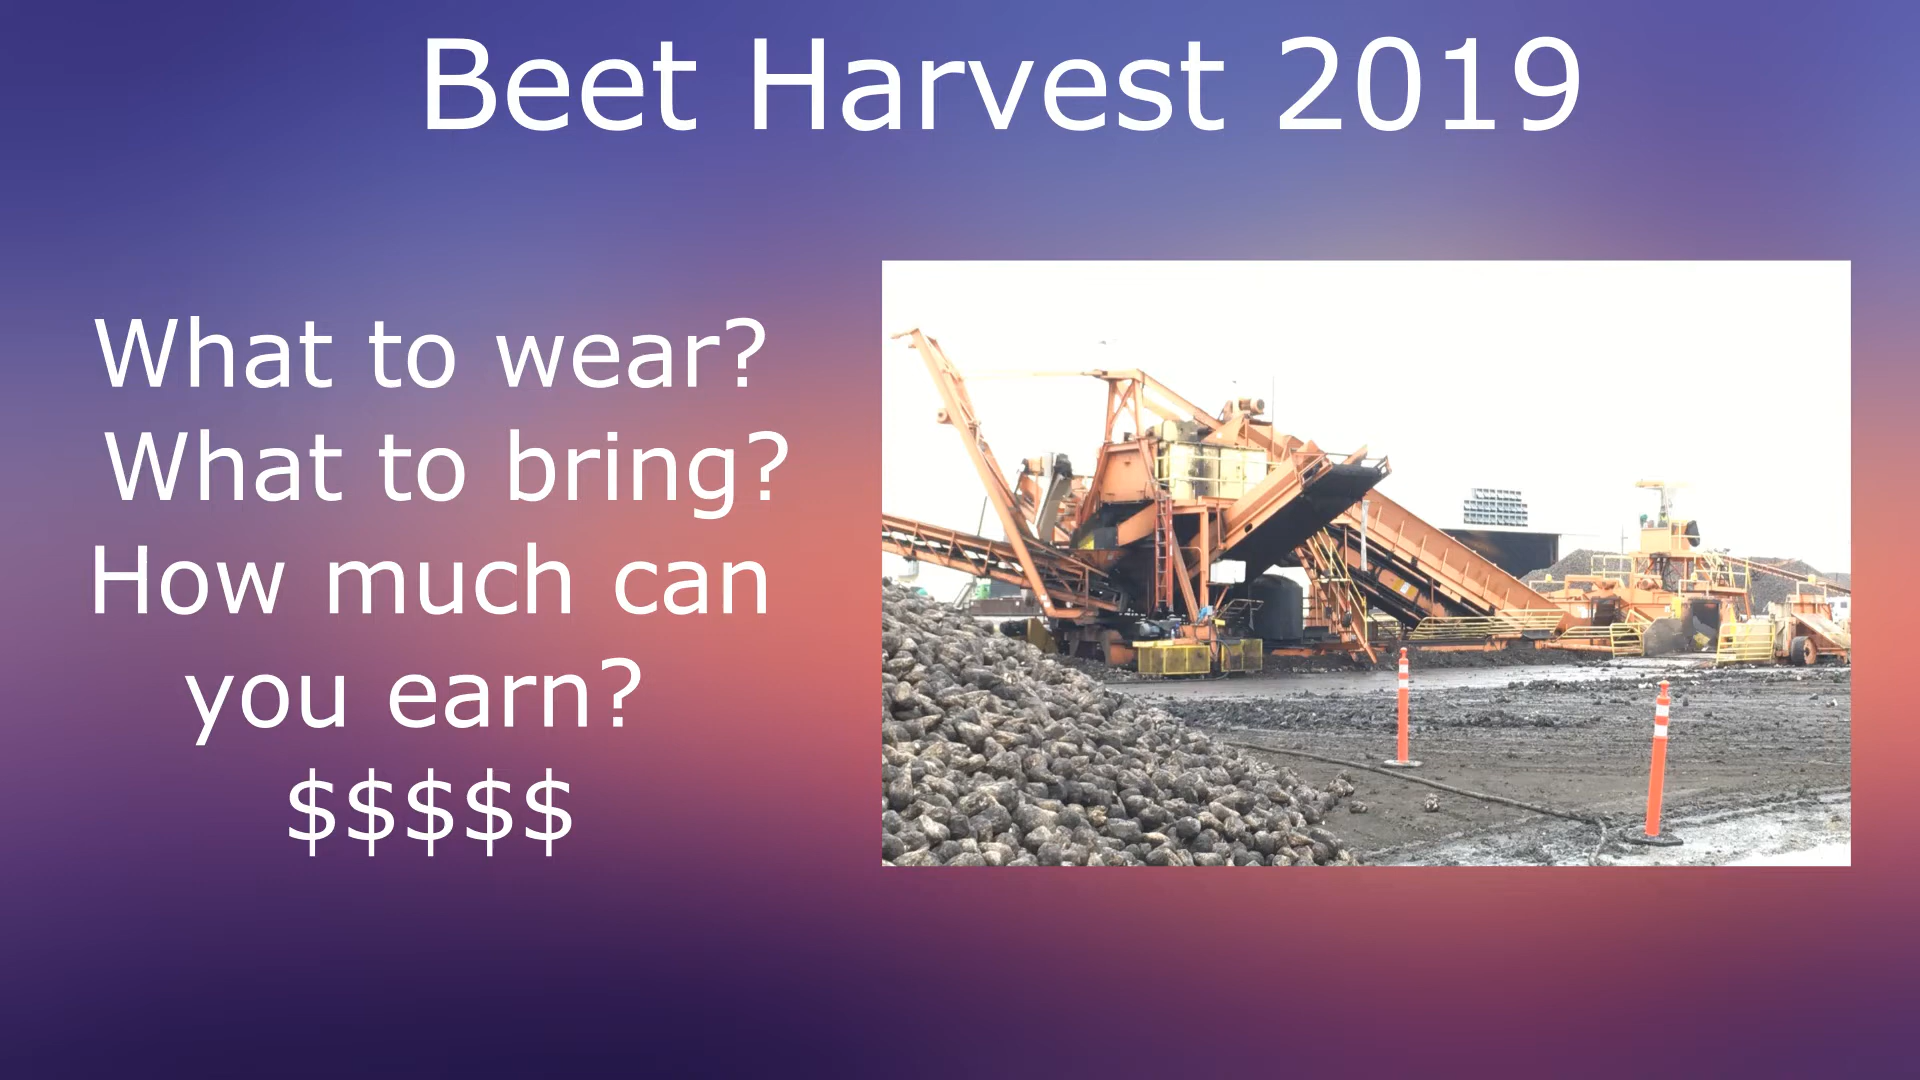 Beet Harvest 2019
What to wear?
What to bring?
How much can
you earn?
$$$$$